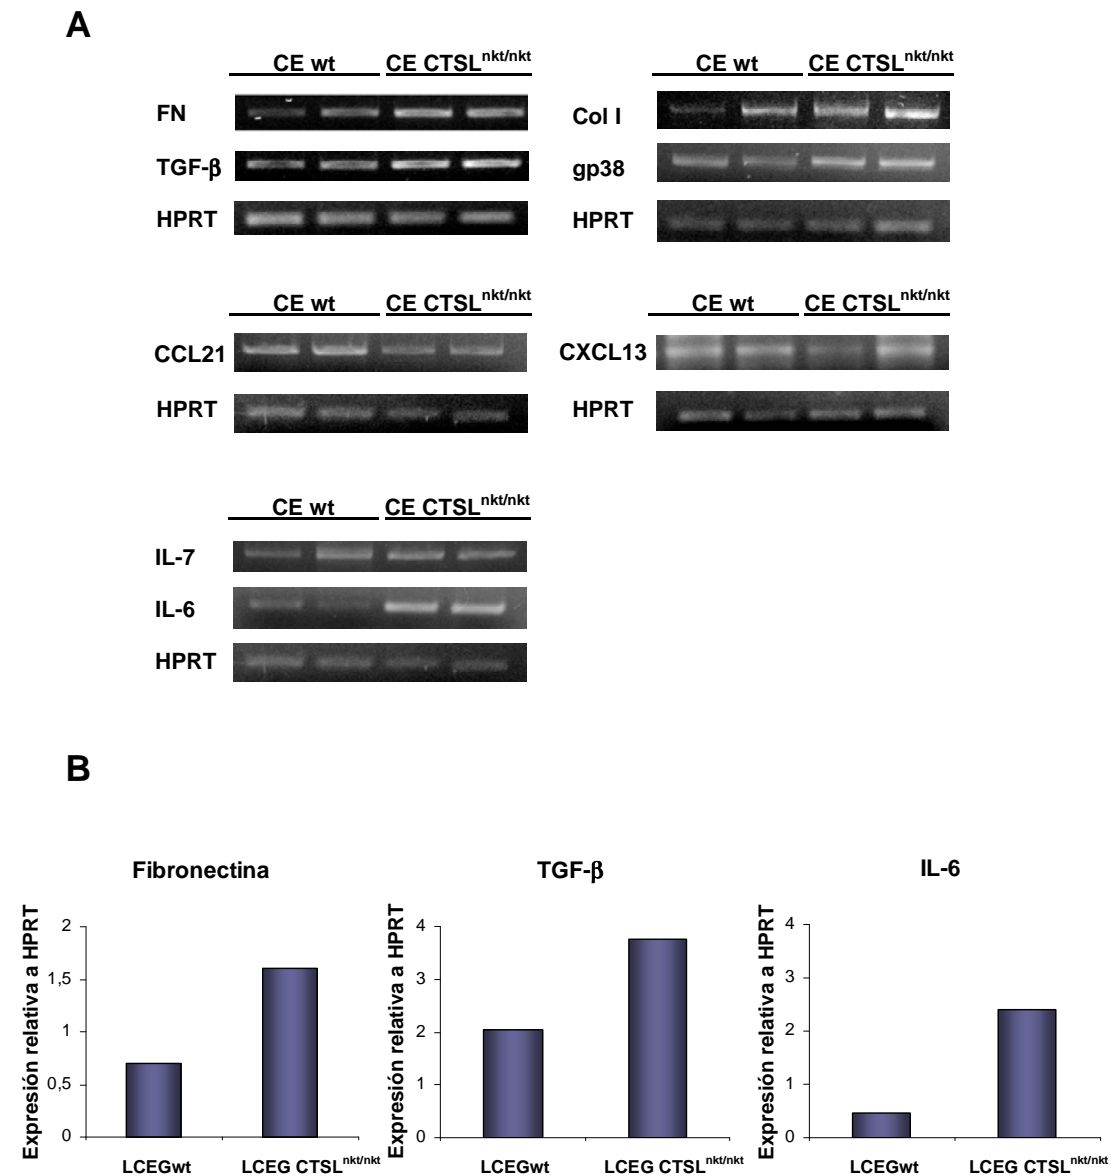 A
CE wt CE CTSLnkt/nkt
FN
TGF-β
HPRT
CE wt CE CTSLnkt/nkt
Col I
gp38
HPRT
CE wt CE CTSLnkt/nkt
CCL21
HPRT
CE wt CE CTSLnkt/nkt
CXCL13
HPRT
CE wt CE CTSLnkt/nkt
IL-7
IL-6
HPRT
B
Fibronectina
Expresión relativa a HPRT
2
1,5
1
0,5
0
LCEGwt LCEG CTSLnkt/nkt
TGF-β
Expresión relativa a HPRT
4
3
2
1
0
LCEGwt LCEG CTSLnkt/nkt
IL-6
Expresión relativa a HPRT
4
3
2
1
0
LCEGwt LCEG CTSLnkt/nkt